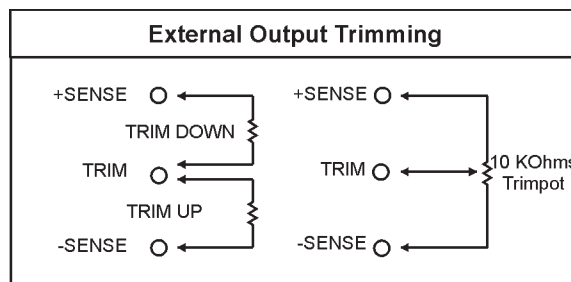 External Output Trimming
+SENSE
TRIM DOWN
TRIM
TRIM UP
-SENSE
+SENSE
TRIM
10 KOhms
Trimpot
-SENSE